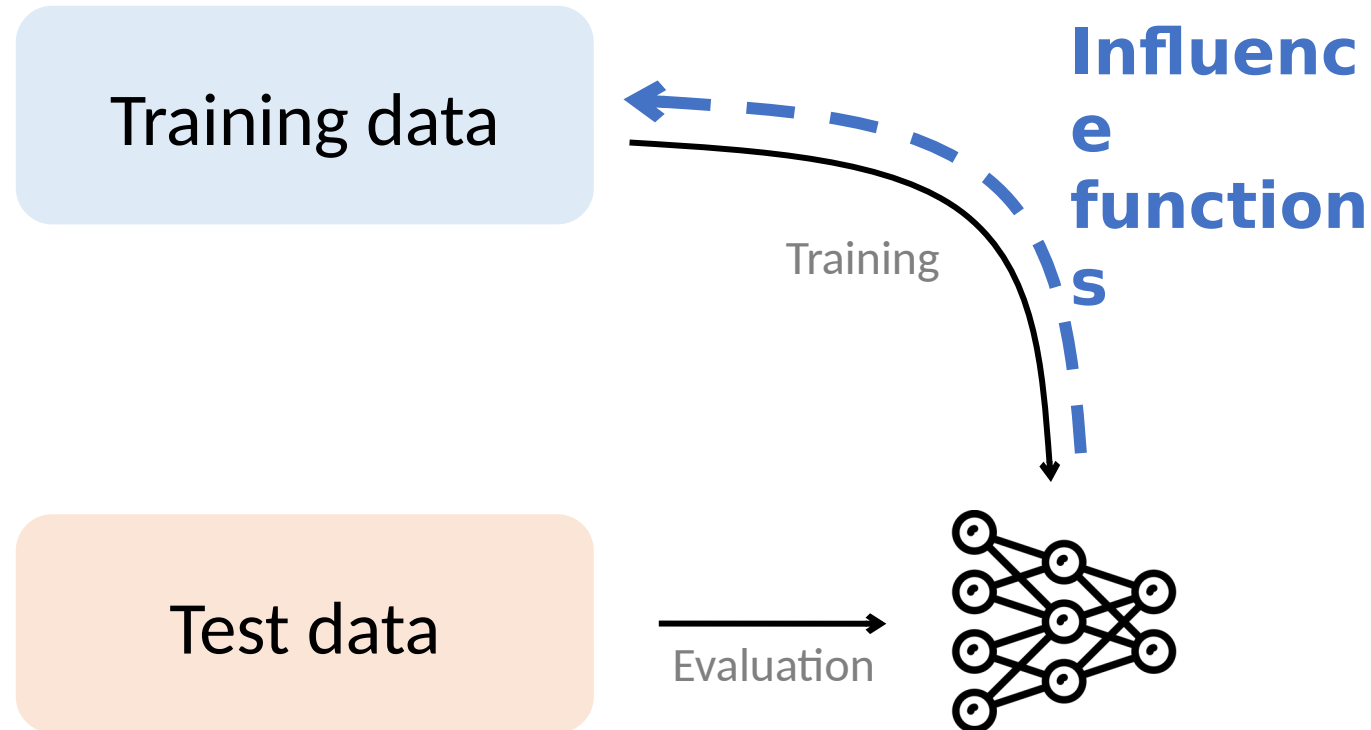 Training data
Influenc
e
function
s
Training
Test data
Evaluation